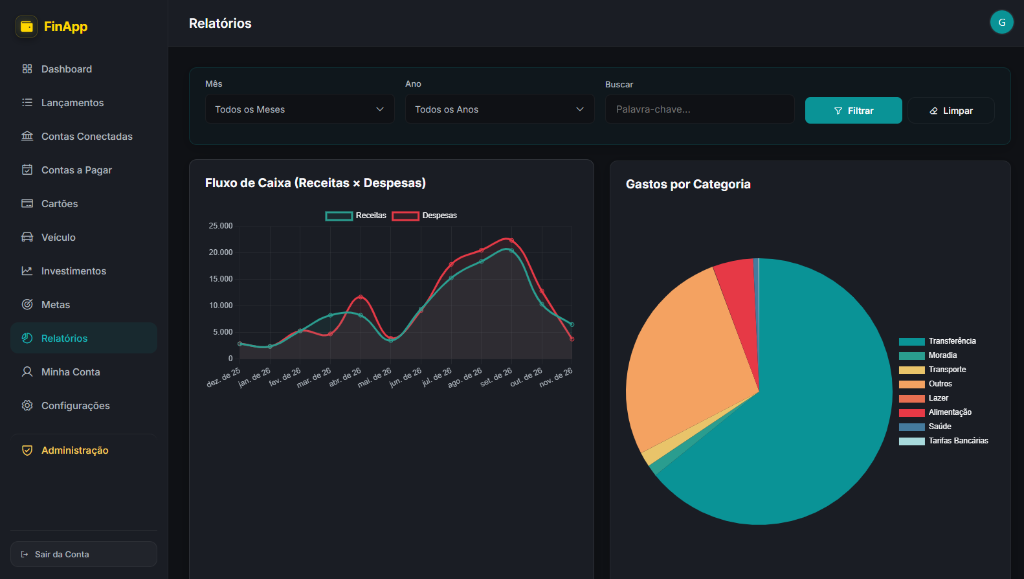 FinApp
Relatórios
G
Dashboard
Lançamentos
Contas Conectadas
Contas a Pagar
Cartões
Veículo
Investimentos
Metas
Relatórios
Minha Conta
Configurações
Administração
Sair da Conta
Mês
Ano
Buscar
Todos os Meses
Todos os Anos
Palavra-chave...
Filtrar
Limpar
Fluxo de Caixa (Receitas × Despesas)
Receitas
Despesas
25.000
20.000
15.000
10.000
5.000
0
dez. de 25
jan. de 26
fev. de 26
mar. de 26
abr. de 26
mai. de 26
jun. de 26
jul. de 26
ago. de 26
set. de 26
out. de 26
nov. de 26
Gastos por Categoria
Transferência
Moradia
Transporte
Outros
Lazer
Alimentação
Saúde
Tarifas Bancárias